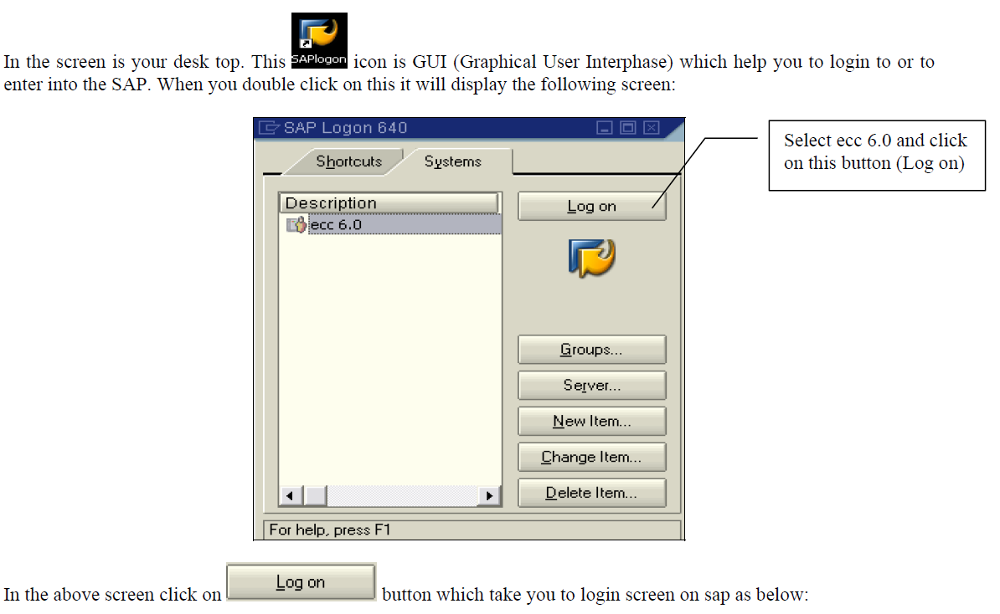 In the screen is your desk top. This SAPlogon icon is GUI (Graphical User Interphase) which help you to login to or to
enter into the SAP. When you double click on this it will display the following screen:
SAP Logon 640
Select ecc 6.0 and click
on this button (Log on)
Shortcuts
Systems
Description
ecc 6.0
Log on
Groups...
Server...
New Item...
Change Item...
Delete Item...
For help, press F1
In the above screen click on Log on button which take you to login screen on sap as below: